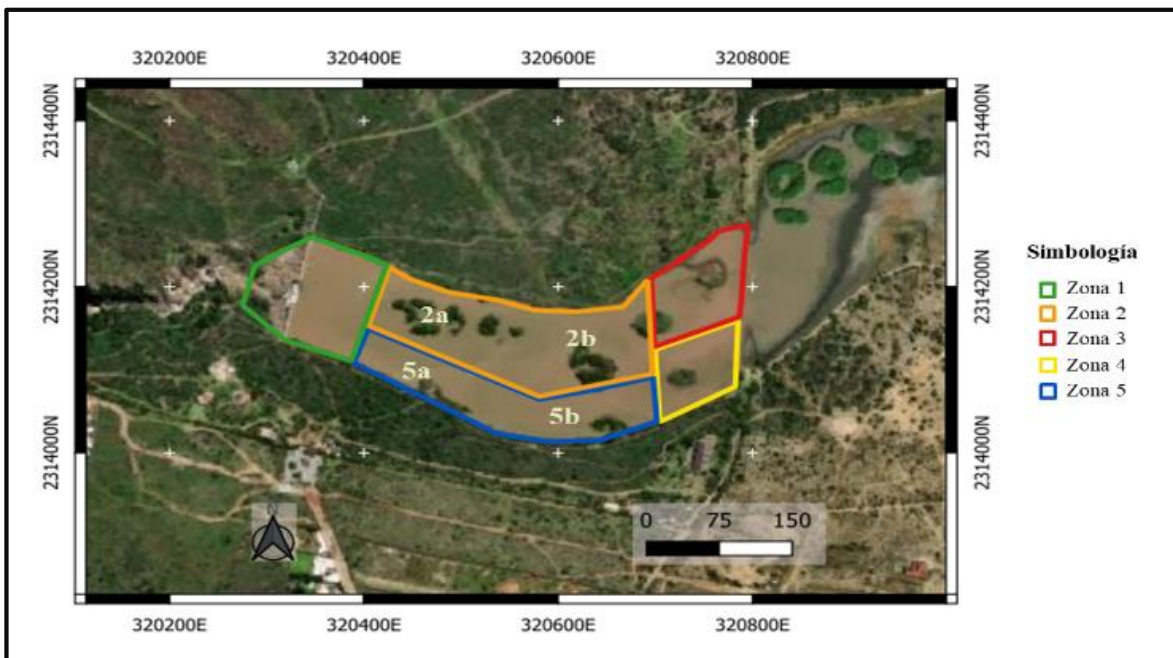 320200E 320400E 320600E 320800E
2314400N 2314400N
2314200N 2314200N
2314000N 2314000N
2a
2b
5a
5b
Simbología
Zona 1
Zona 2
Zona 3
Zona 4
Zona 5
N
0 75 150
320200E 320400E 320600E 320800E